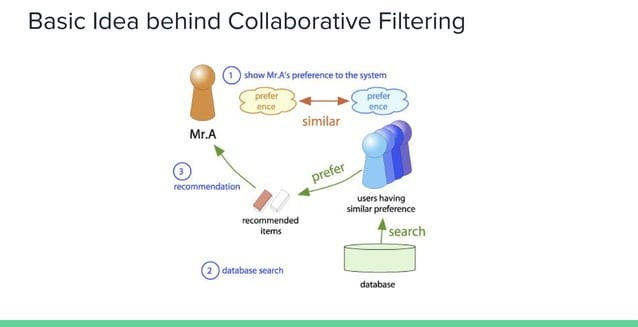 Basic Idea behind Collaborative Filtering
1 show Mr.A's preference to the system
prefer
ence
prefer
ence
similar
Mr.A
3
recommendation
prefer
users having
similar preference
recommended
items
search
2 database search
database